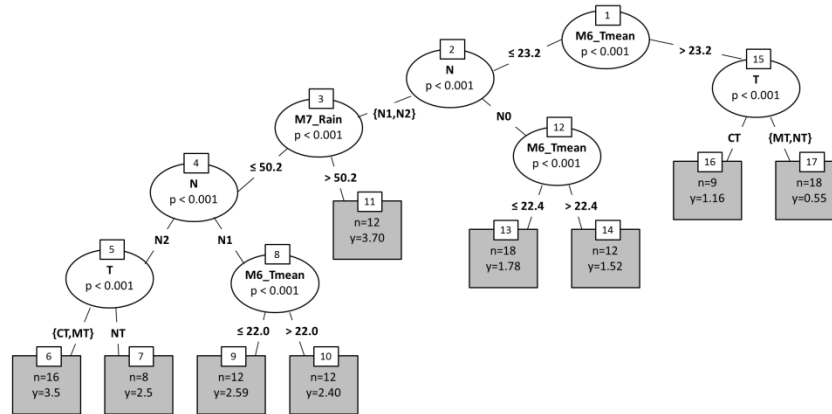 1
M6_Tmean
p < 0.001
≤ 23.2
> 23.2
2
N
p < 0.001
15
T
p < 0.001
{N1,N2}
N0
CT
{MT,NT}
3
M7_Rain
p < 0.001
12
M6_Tmean
p < 0.001
16
n=9
y=1.16
17
n=18
y=0.55
≤ 50.2
> 50.2
≤ 22.4
> 22.4
4
N
p < 0.001
11
n=12
y=3.70
13
n=18
y=1.78
14
n=12
y=1.52
N2
N1
5
T
p < 0.001
8
M6_Tmean
p < 0.001
{CT,MT}
NT
≤ 22.0
> 22.0
6
n=16
y=3.5
7
n=8
y=2.5
9
n=12
y=2.59
10
n=12
y=2.40